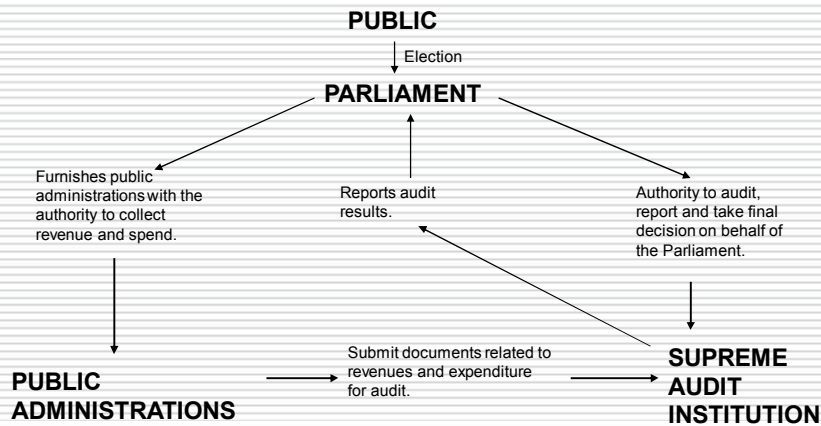 PUBLIC
Election
PARLIAMENT
Furnishes public
administrations with the
authority to collect
revenue and spend.
Reports audit
results.
Authority to audit,
report and take final
decision on behalf of
the Parliament.
Submit documents related to
revenues and expenditure
for audit.
PUBLIC
ADMINISTRATIONS
SUPREME
AUDIT
INSTITUTION